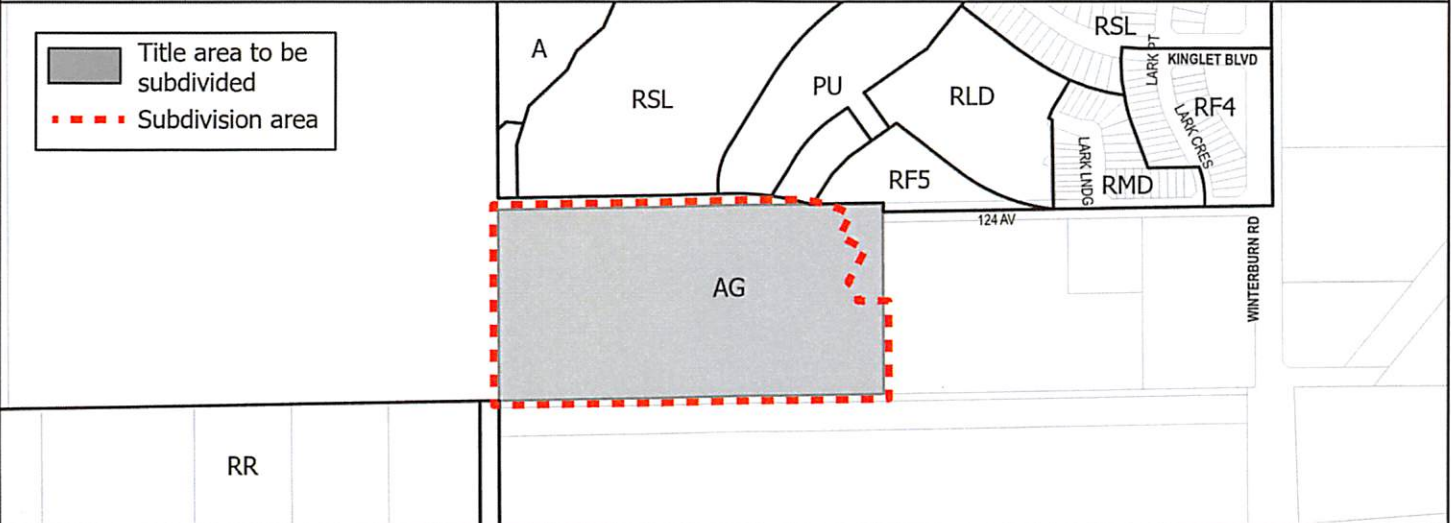 Title area to be
subdivided
Subdivision area
A
RSL
PU
RLD
RSL
LARK PT
KINGLET BLVD
RF4
LARK CRES
LARK LNDG
RMD
RF5
124 AV
WINTERBURN RD
AG
RR